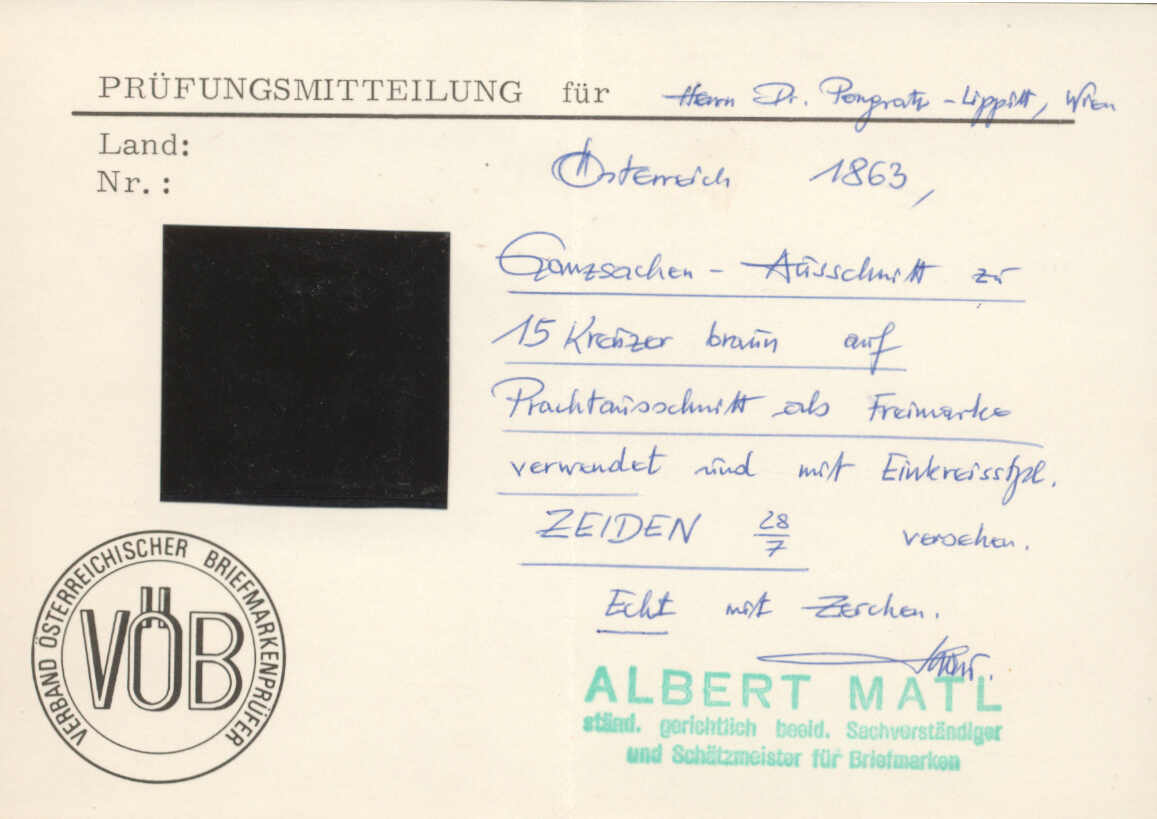 PRÜFUNGSMITTEILUNG für Herrn Dr. Pongratz-Lippitt, Wien
Land:
Nr.:
Österreich 1863,
Ganzsachen-Ausschnitt zu
15 Kreuzer braun auf
Prachtausschnitt als Freimarke
verwendet und mit Einkreisstpl.
ZEIDEN 28/7 versehen.
Echt mit Zeichen.
ALBERT MATL
ständ. gerichtlich beeid. Sachverständiger
und Schätzmeister für Briefmarken
VERBAND ÖSTERREICHISCHER BRIEFMARKENPRÜFER
VÖB